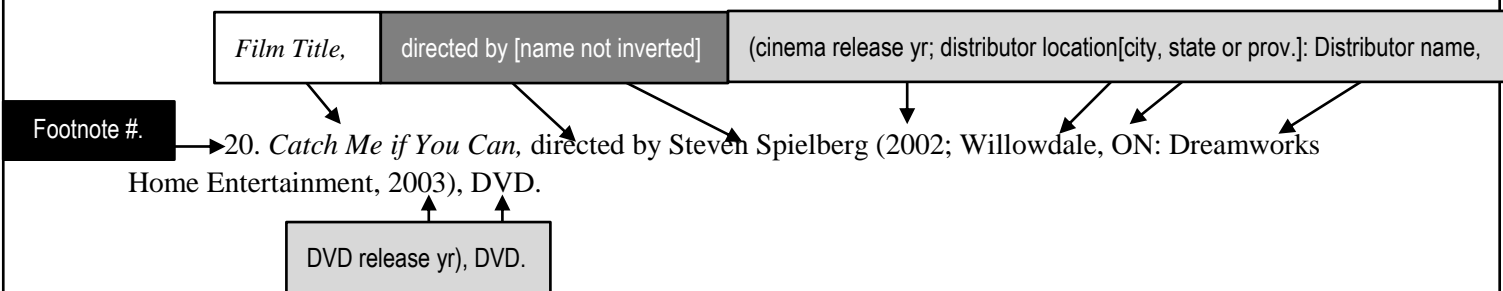 Film Title, directed by [name not inverted] (cinema release yr; distributor location[city, state or prov.]: Distributor name,
Footnote #.
20. Catch Me if You Can, directed by Steven Spielberg (2002; Willowdale, ON: Dreamworks
Home Entertainment, 2003), DVD.
DVD release yr), DVD.